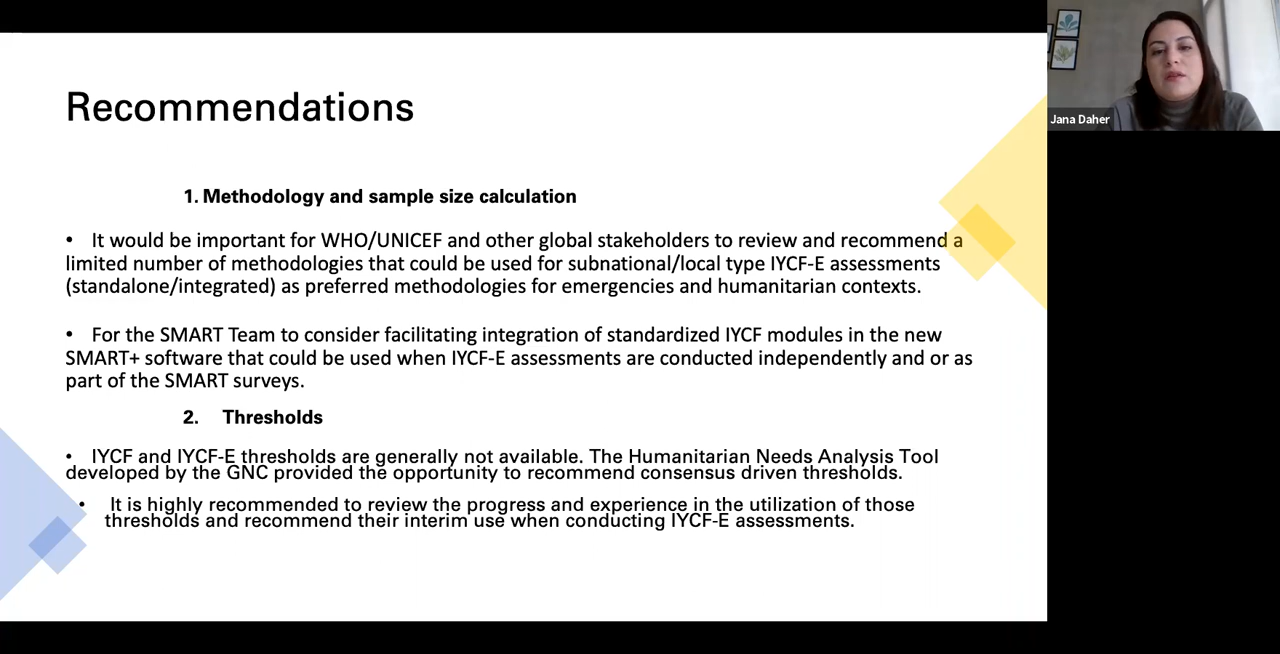 Recommendations
1. Methodology and sample size calculation
• It would be important for WHO/UNICEF and other global stakeholders to review and recommend a
limited number of methodologies that could be used for subnational/local type IYCF-E assessments
(standalone/integrated) as preferred methodologies for emergencies and humanitarian contexts.
• For the SMART Team to consider facilitating integration of standardized IYCF modules in the new
SMART+ software that could be used when IYCF-E assessments are conducted independently and or as
part of the SMART surveys.
2. Thresholds
• IYCF and IYCF-E thresholds are generally not available. The Humanitarian Needs Analysis Tool
developed by the GNC provided the opportunity to recommend consensus driven thresholds.
• It is highly recommended to review the progress and experience in the utilization of those
thresholds and recommend their interim use when conducting IYCF-E assessments.
Jana Daher